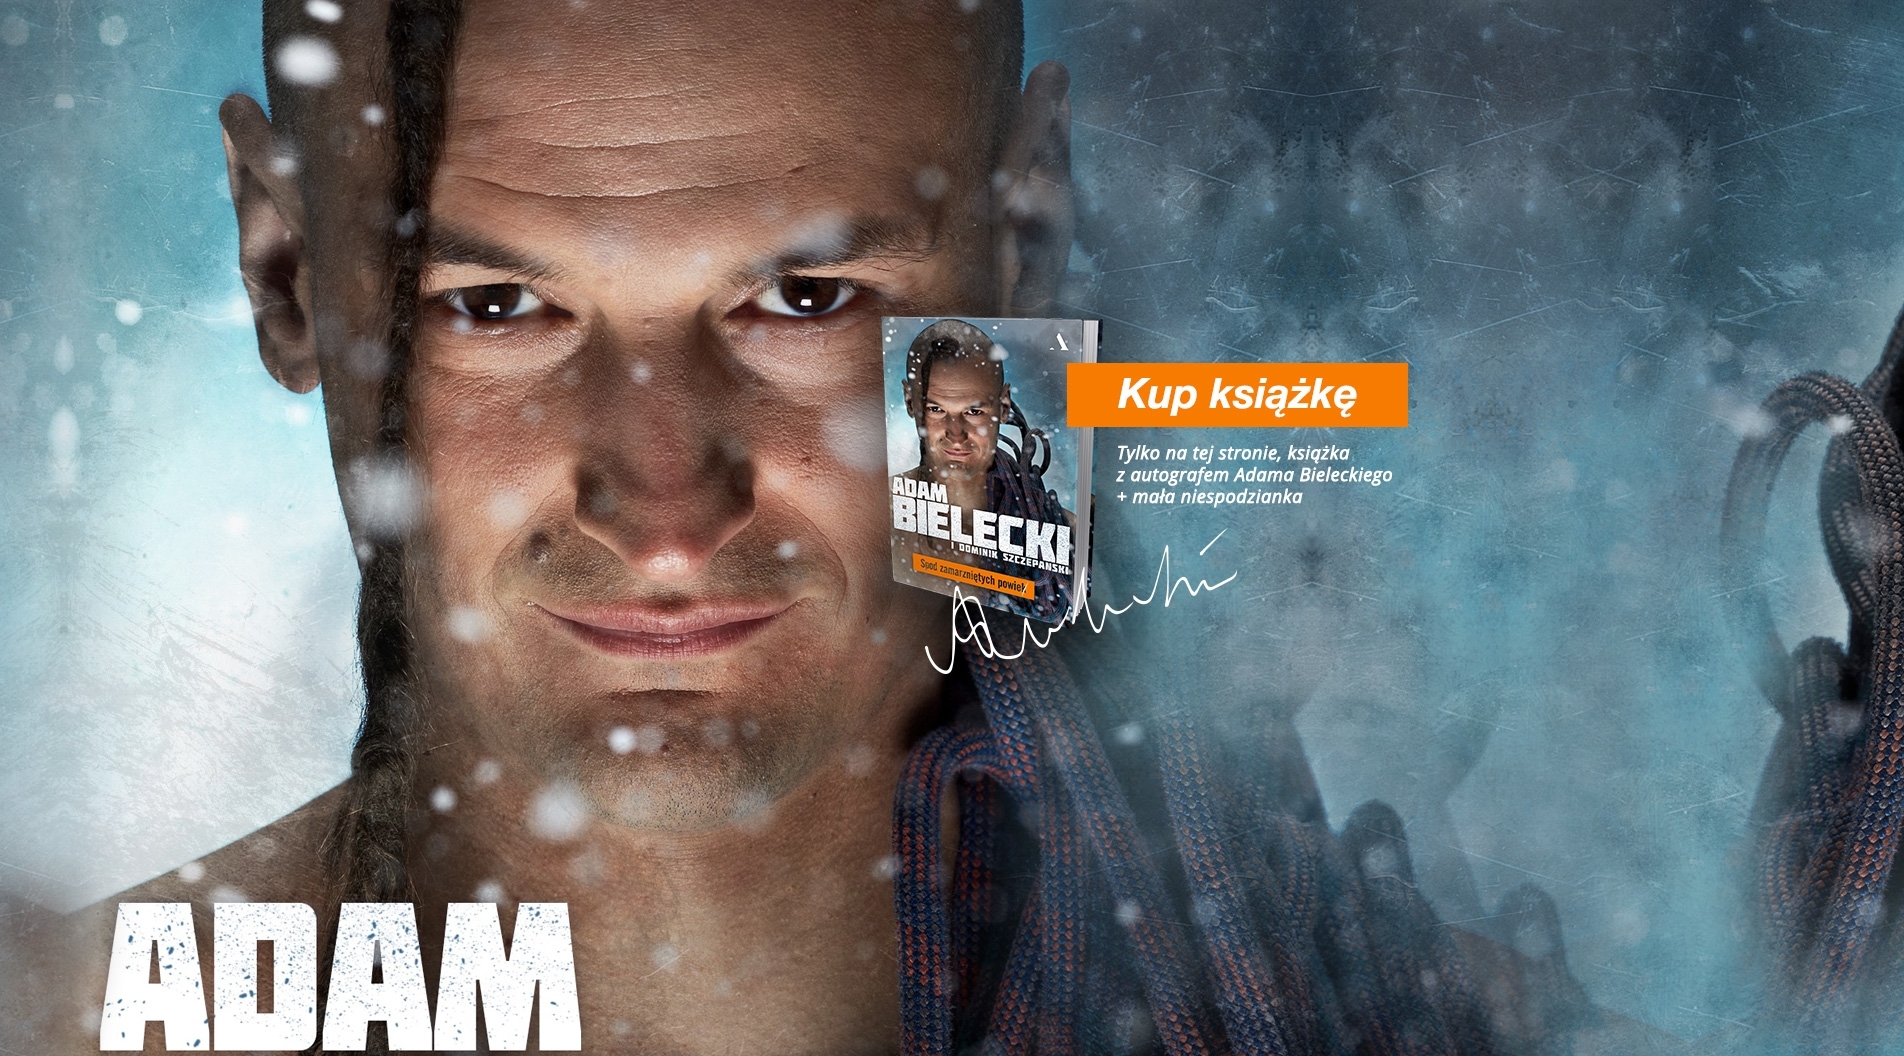 ADAM
BIELECKI
I DOMINIK SZCZEPAŃSKI
Spod zamarzniętych powiek
Kup książkę
Tylko na tej stronie, książka
z autografem Adama Bieleckiego
+ mała niespodzianka
ADAM